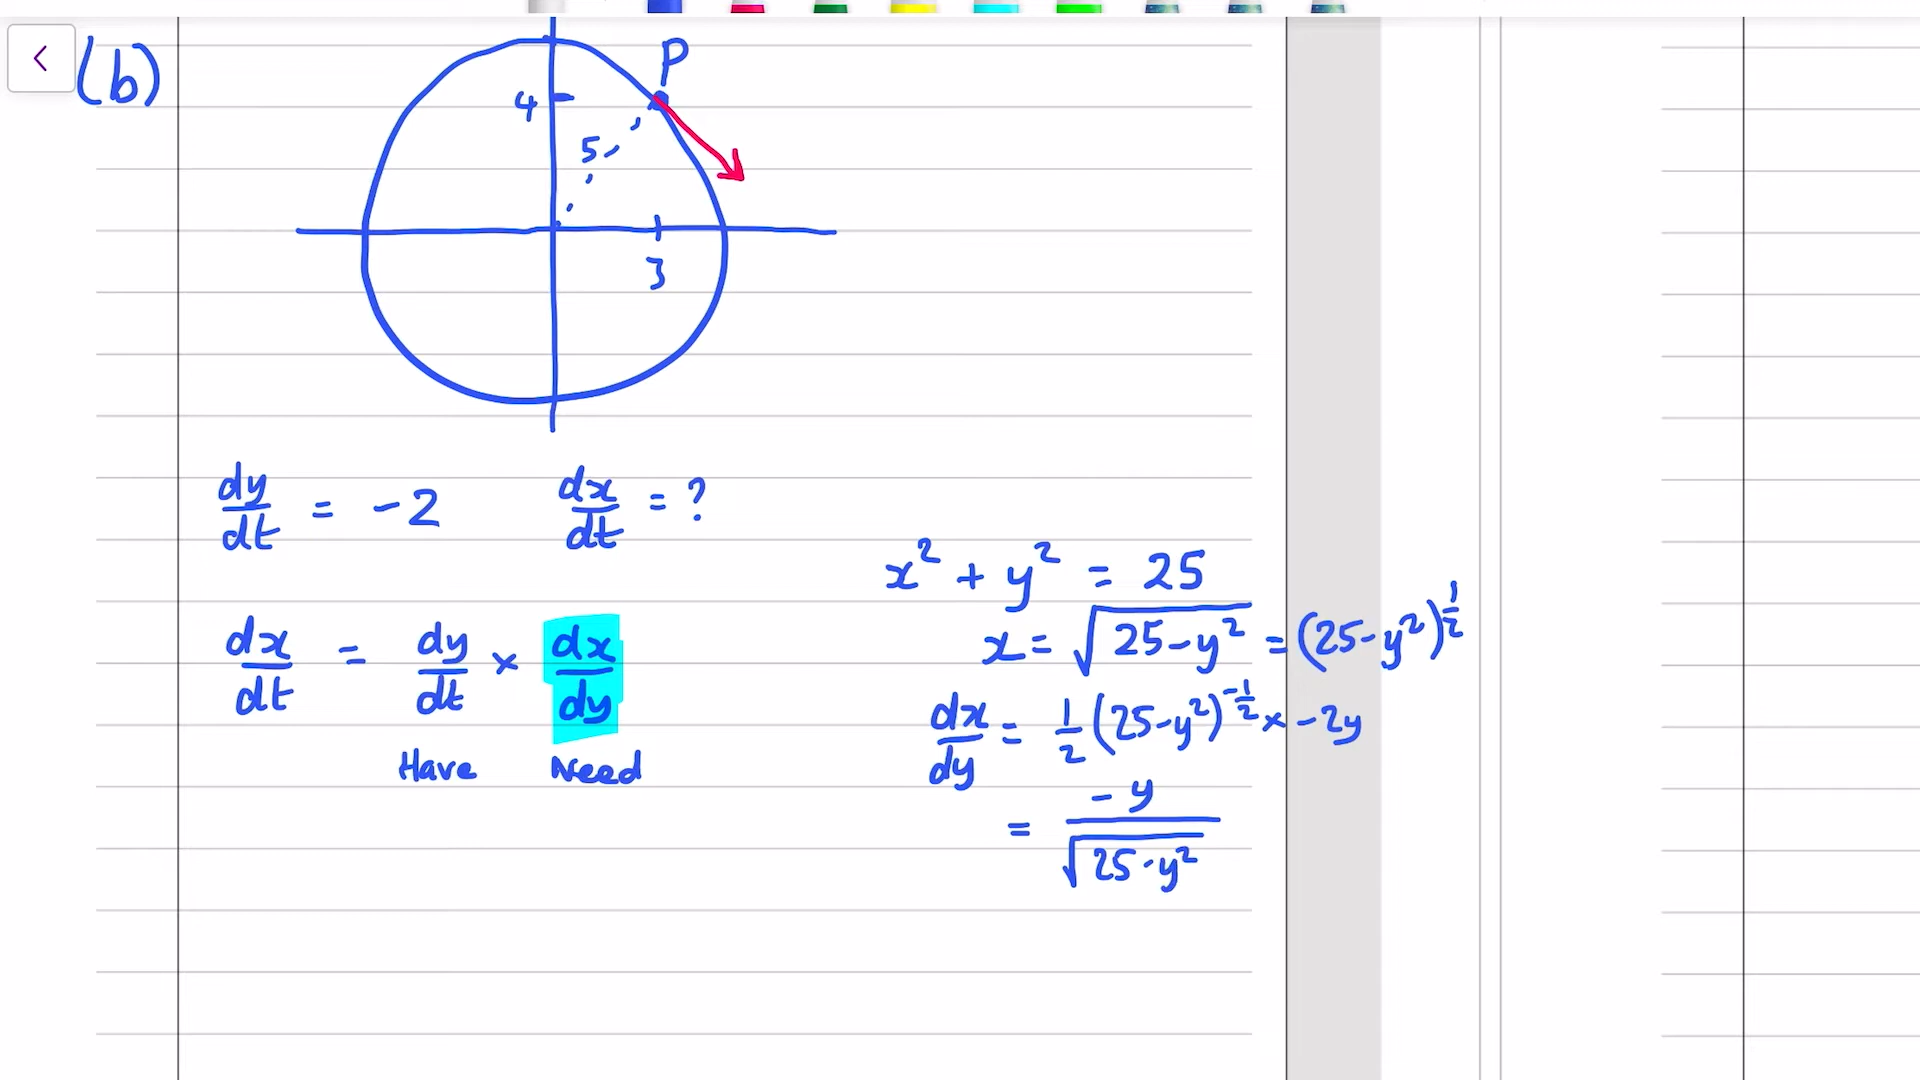 (b)
P
4
5
3
dy/dt = -2 dx/dt = ?
x² + y² = 25
x = √(25-y²) = (25-y²)^½
dx/dt = dy/dt × dx/dy
Have Need
dx/dy = ½(25-y²)^-½ × -2y
= -y/√(25-y²)